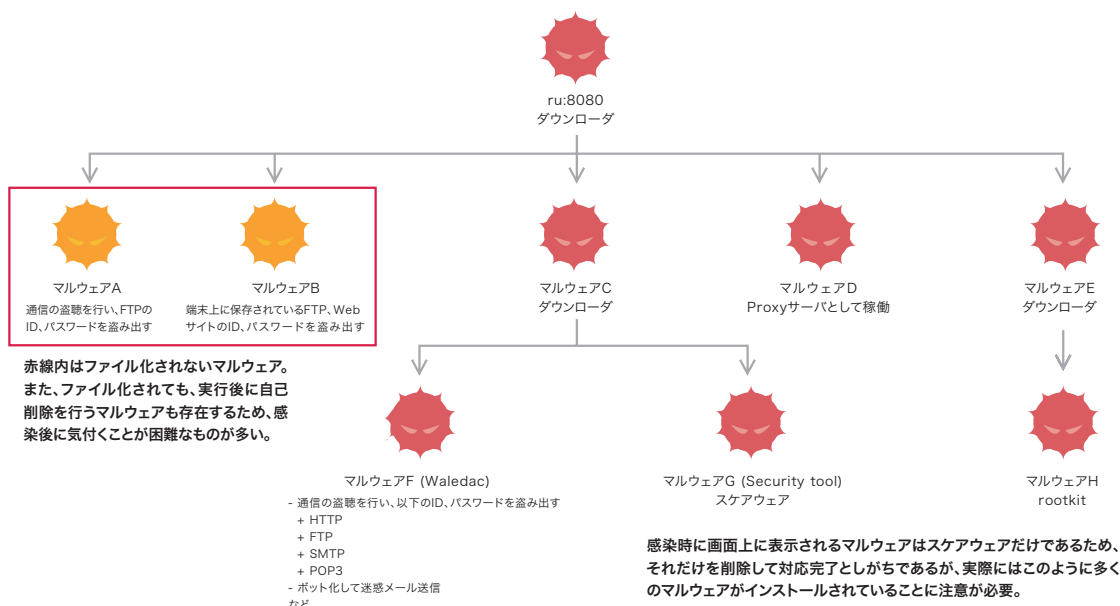 ru:8080
ダウンローダ
マルウェアA
通信の盗聴を行い、FTPの
ID、パスワードを盗み出す
マルウェアB
端末上に保存されているFTP、Web
サイトのID、パスワードを盗み出す
マルウェアC
ダウンローダ
マルウェアD
Proxyサーバとして稼働
マルウェアE
ダウンローダ
赤線内はファイル化されないマルウェア。
また、ファイル化されても、実行後に自己
削除を行うマルウェアも存在するため、感
染後に気付くことが困難なものが多い。
マルウェアF (Waledac)
- 通信の盗聴を行い、以下のID、パスワードを盗み出す
+ HTTP
+ FTP
+ SMTP
+ POP3
- ボット化して迷惑メール送信
など
マルウェアG (Security tool)
スケアウェア
マルウェアH
rootkit
感染時に画面上に表示されるマルウェアはスケアウェアだけであるため、
それだけを削除して対応完了としがちであるが、実際にはこのように多く
のマルウェアがインストールされていることに注意が必要。